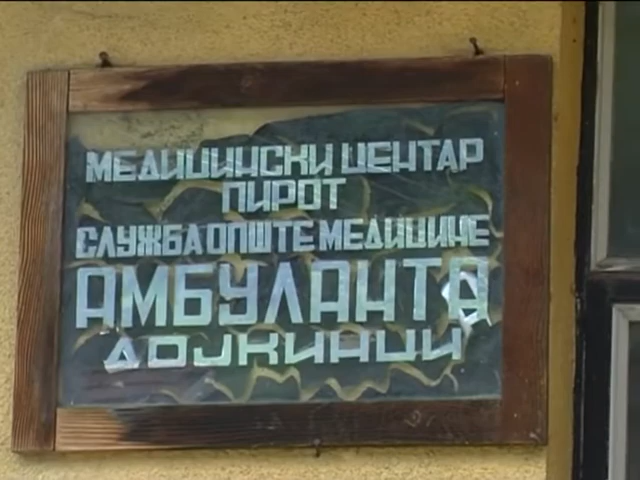 МЕДИЦИНСКИ ЦЕНТАР
ПИРОТ
СЛУЖБА ОПШТЕ МЕДИЦИНЕ
АМБУЛАНТА
ДОЈКИНЦИ